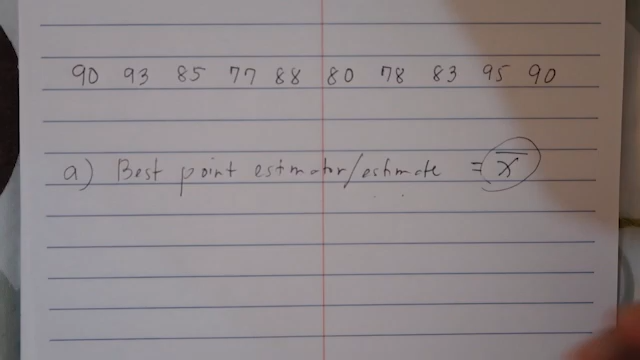 90 93 85 77 88 80 78 83 95 90
a) Best point estimator/estimate = x̄